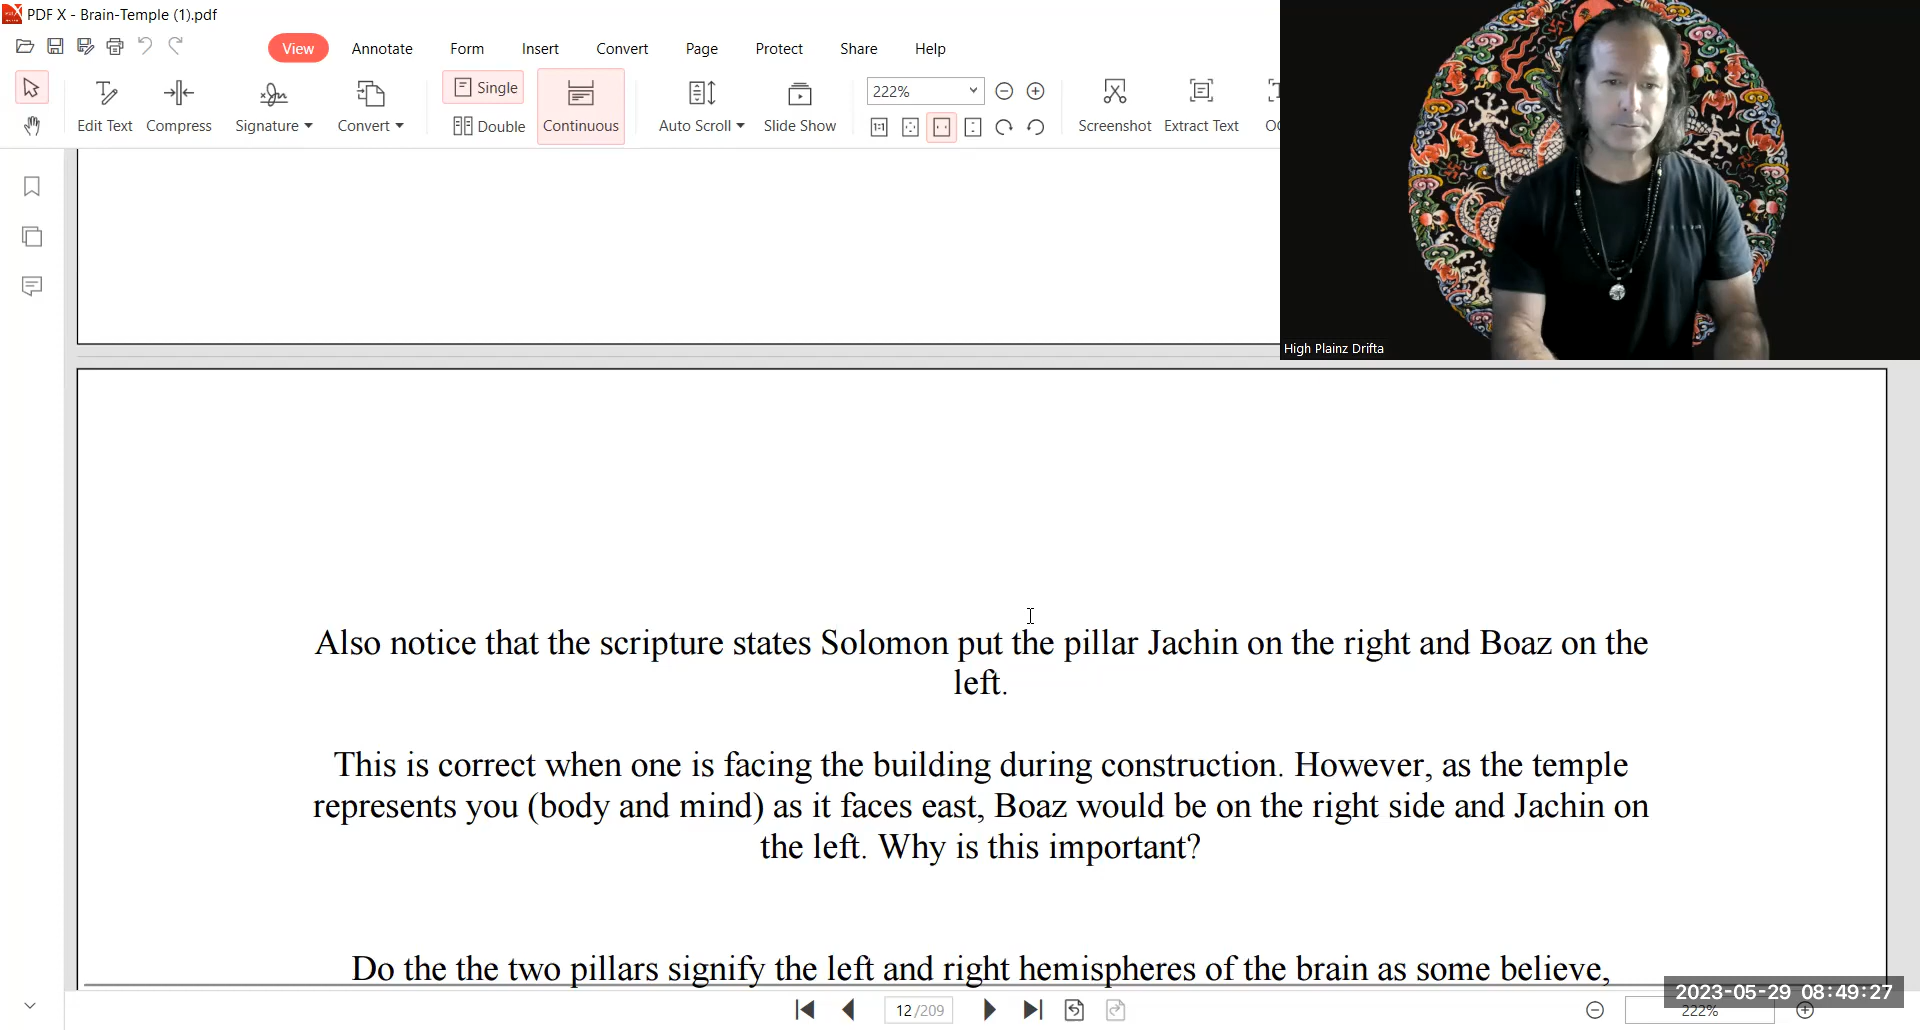 PDF X - Brain-Temple (1).pdf
View Annotate Form Insert Convert Page Protect Share Help
Edit Text Compress Signature Convert Single Double Continuous Auto Scroll Slide Show 222% Screenshot Extract Text OC
High Plainz Drifta
Also notice that the scripture states Solomon put the pillar Jachin on the right and Boaz on the
left.
This is correct when one is facing the building during construction. However, as the temple
represents you (body and mind) as it faces east, Boaz would be on the right side and Jachin on
the left. Why is this important?
Do the the two pillars signify the left and right hemispheres of the brain as some believe,
2023-05-29 08:49:27
12/209 222%